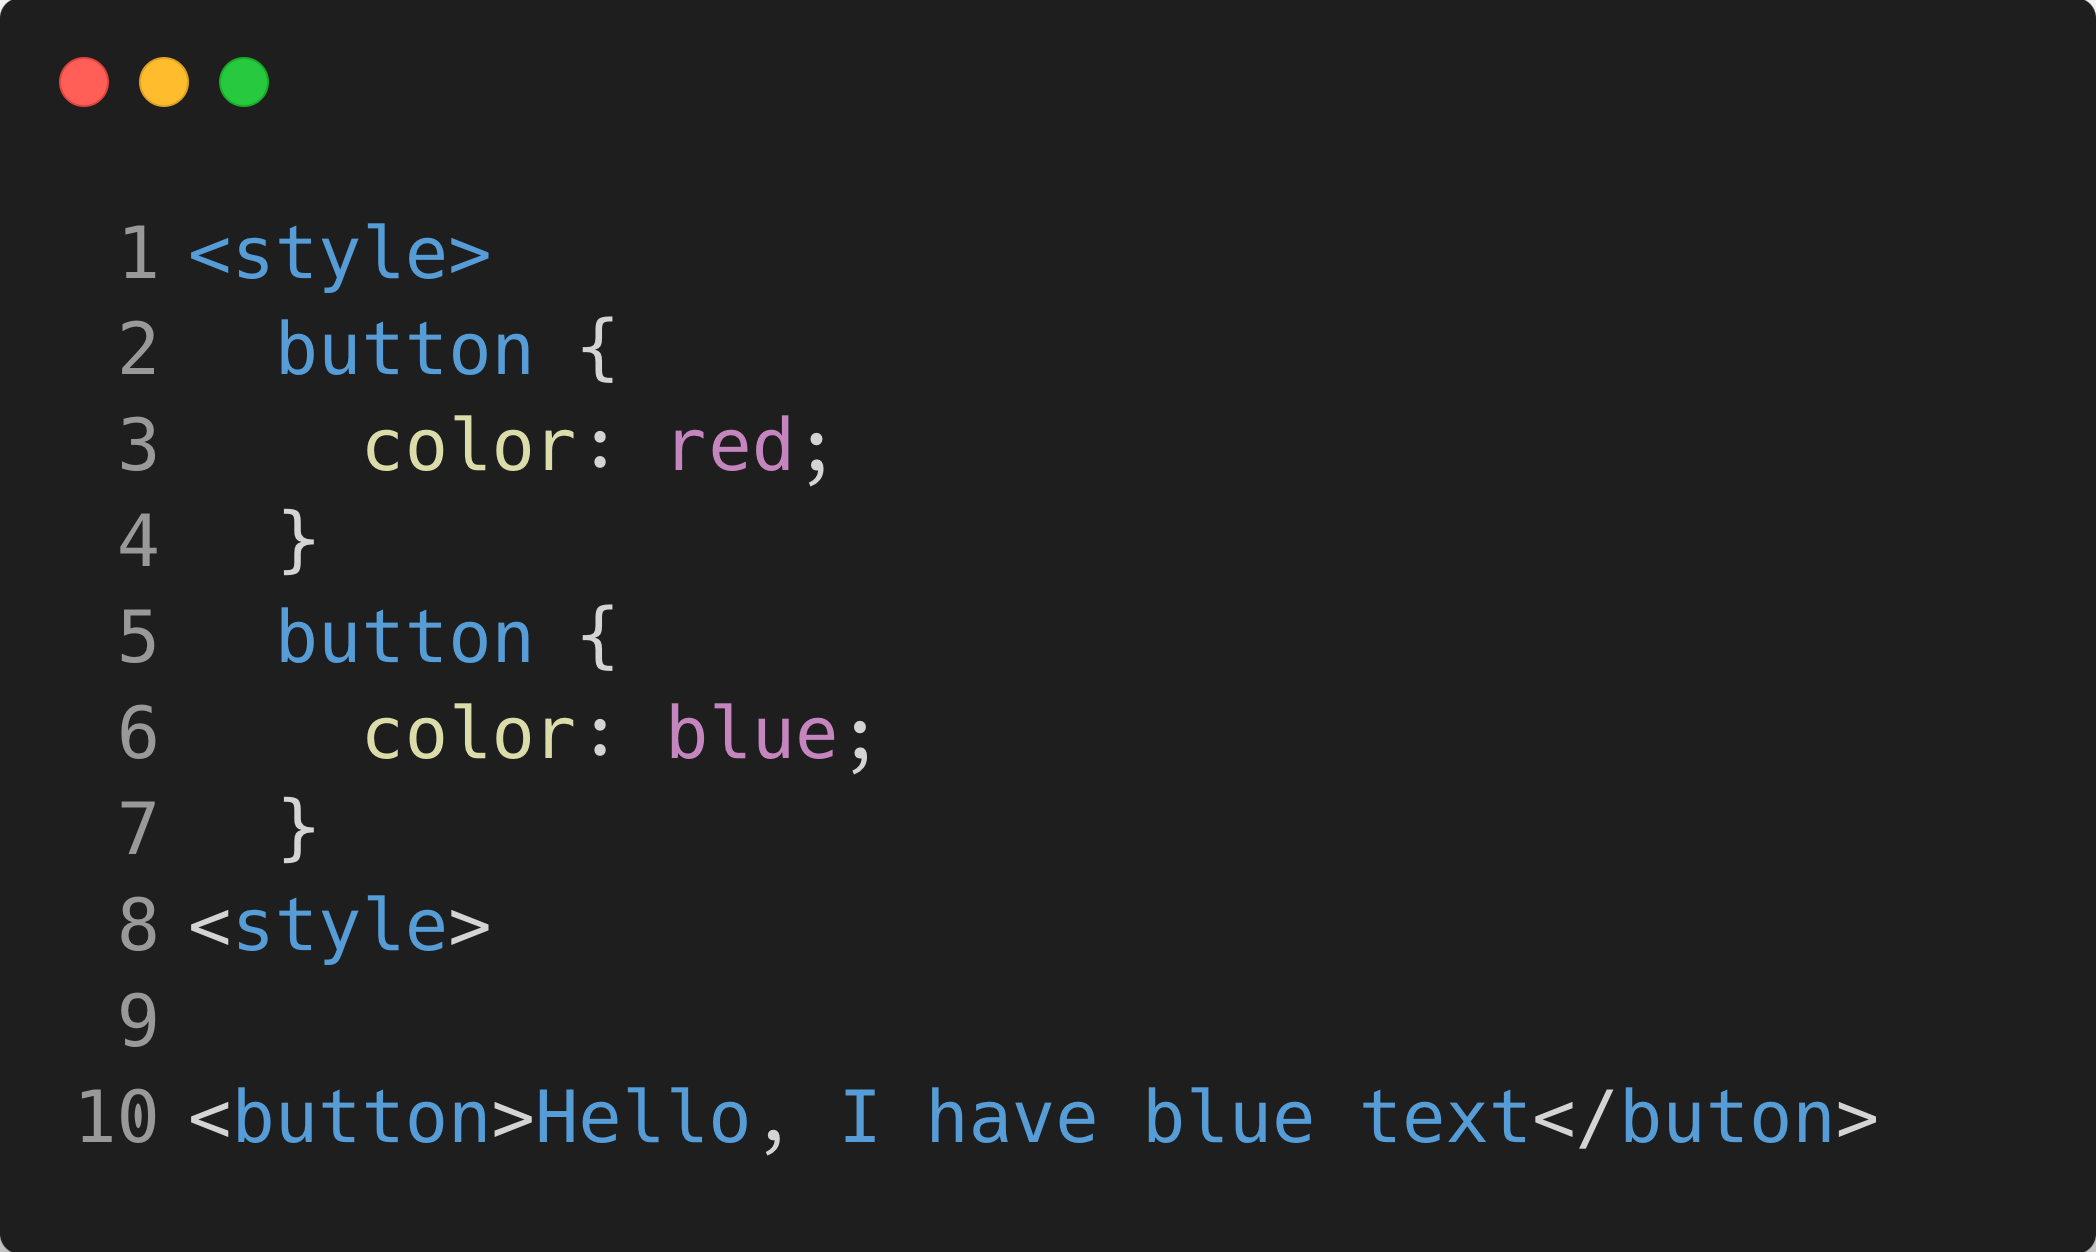 1 <style>
2   button {
3     color: red;
4   }
5   button {
6     color: blue;
7   }
8 <style>
9
10 <button>Hello, I have blue text</buton>